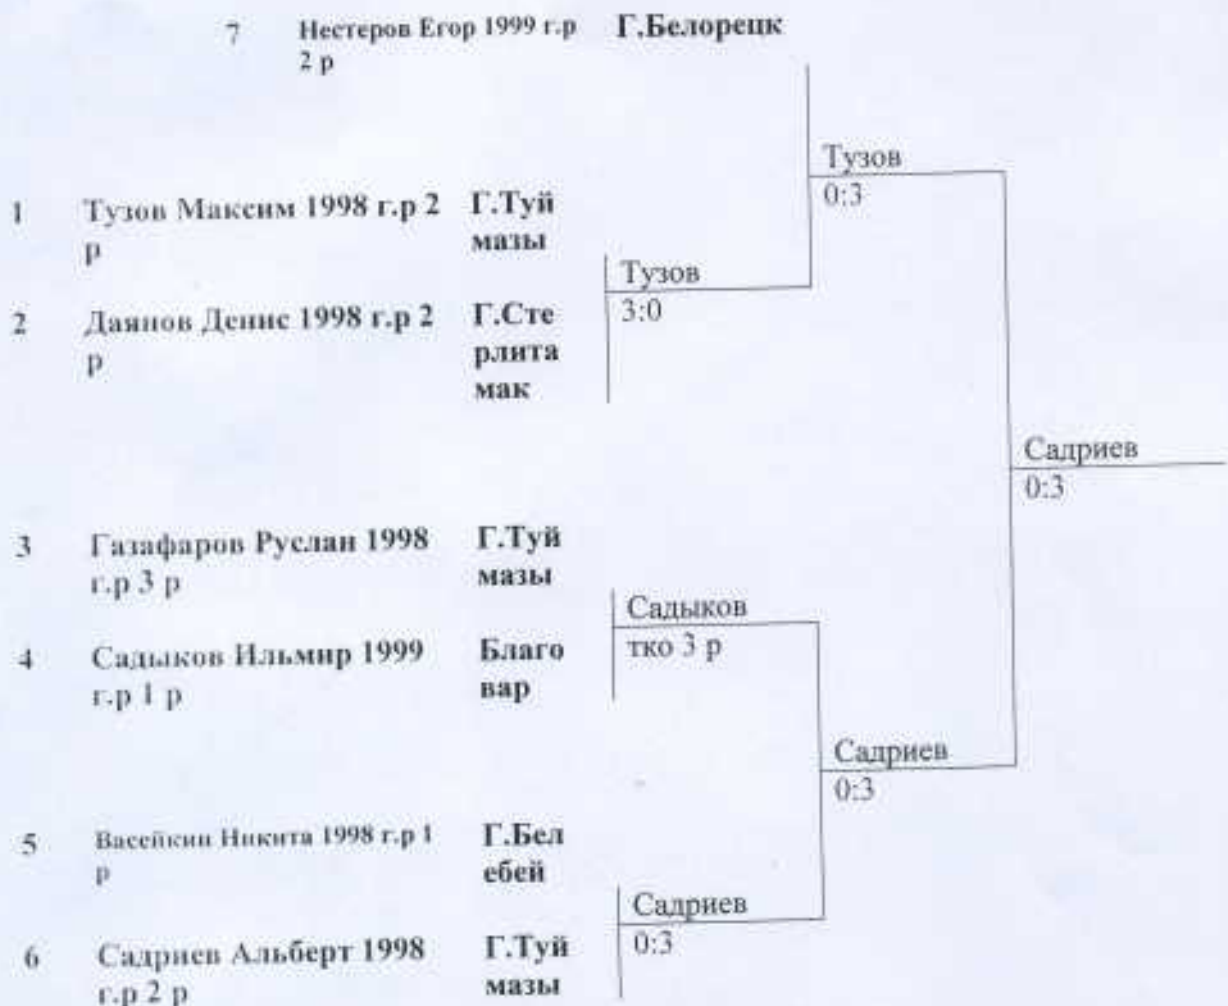 7 Нестеров Егор 1999 г.р Г.Белорецк
2 р
Тузов
0:3
1 Тузов Максим 1998 г.р 2 Г.Туй
р мазы
Тузов
3:0
2 Даянов Денис 1998 г.р 2 Г.Сте
р рлита
мак
Садриев
0:3
3 Газафаров Руслан 1998 Г.Туй
г.р 3 р мазы
Садыков
тко 3 р
4 Садыков Ильмир 1999 Благо
г.р 1 р вар
Садриев
0:3
5 Васейкин Никита 1998 г.р 1 Г.Бел
р ебей
Садриев
0:3
6 Садриев Альберт 1998 Г.Туй
г.р 2 р мазы